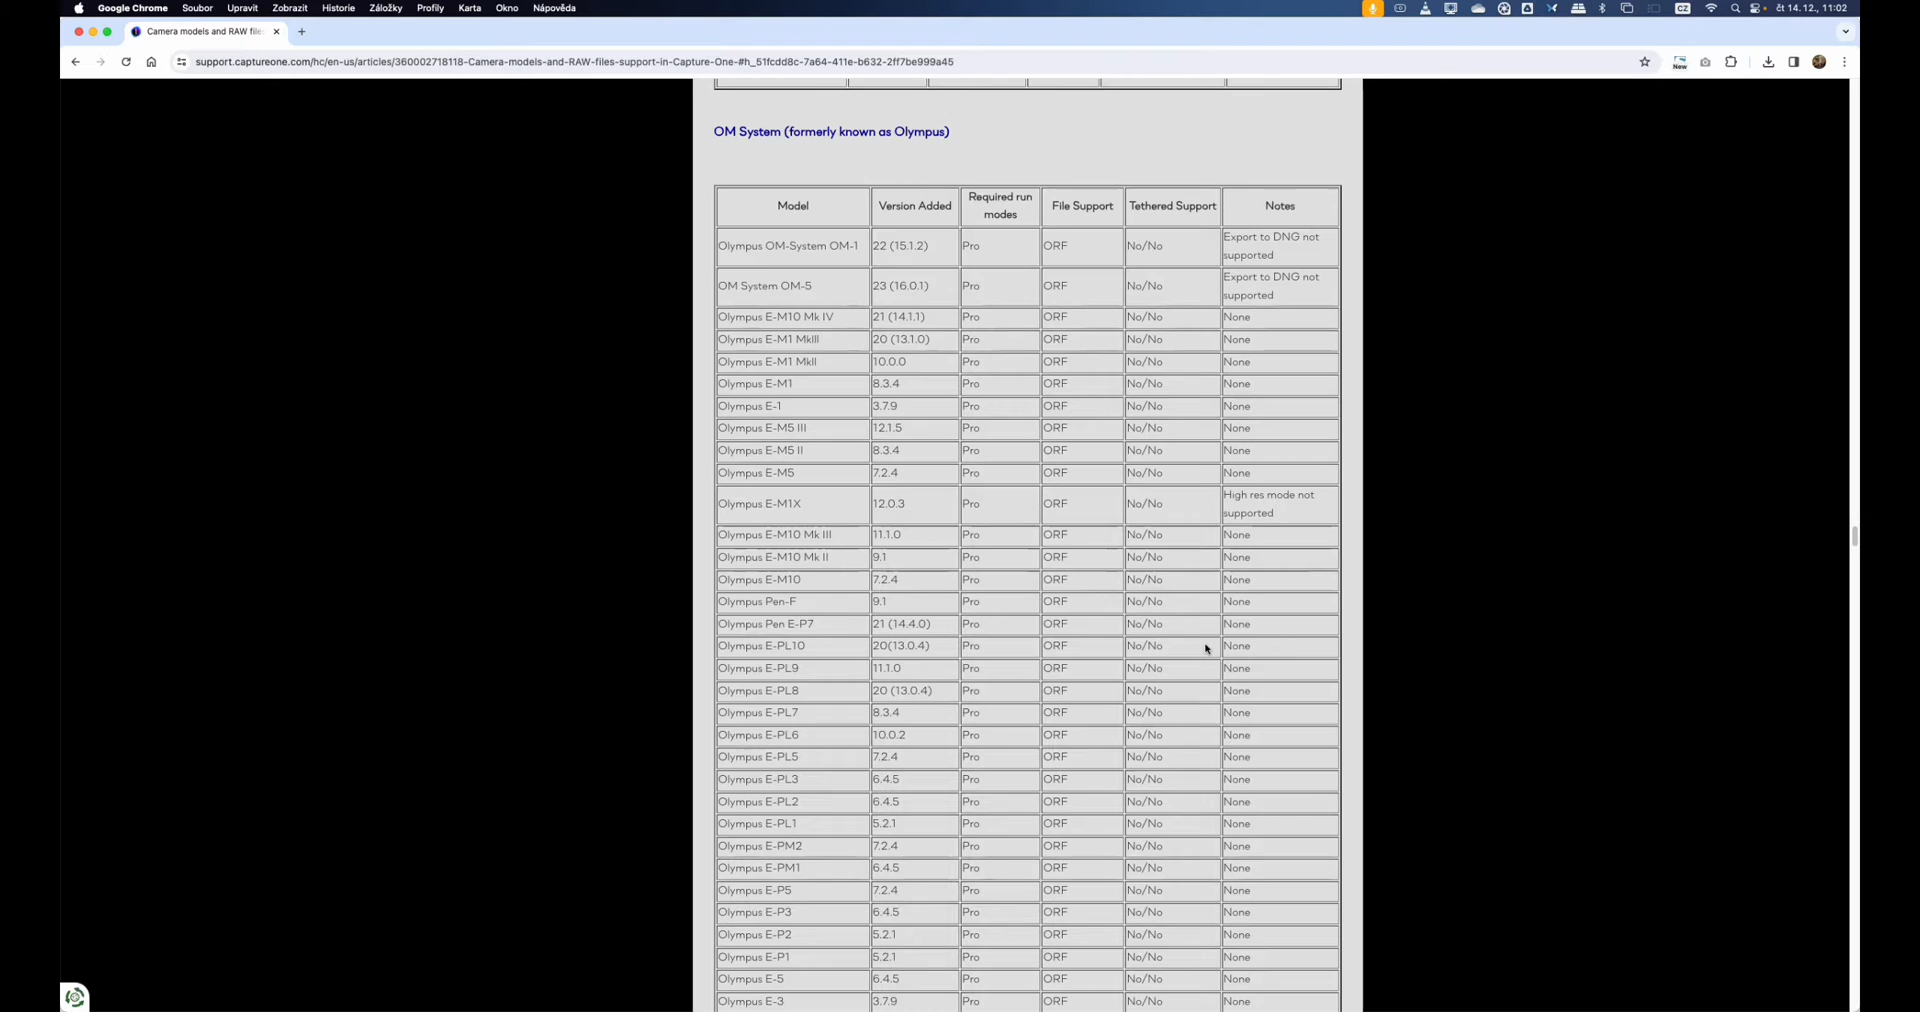 Google Chrome Soubor Upravit Zobrazit Historie Záložky Profily Karta Okno Nápověda CZ čt 14. 12., 11:02
Camera models and RAW file
support.captureone.com/hc/en-us/articles/360002718118-Camera-models-and-RAW-files-support-in-Capture-One-#h_51fcdd8c-7a64-411e-b632-2ff7be999a45 New
OM System (formerly known as Olympus)
Model Version Added Required run modes File Support Tethered Support Notes
Olympus OM-System OM-1 22 (15.1.2) Pro ORF No/No Export to DNG not supported
OM System OM-5 23 (16.0.1) Pro ORF No/No Export to DNG not supported
Olympus E-M10 Mk IV 21 (14.1.1) Pro ORF No/No None
Olympus E-M1 MkIII 20 (13.1.0) Pro ORF No/No None
Olympus E-M1 MkII 10.0.0 Pro ORF No/No None
Olympus E-M1 8.3.4 Pro ORF No/No None
Olympus E-1 3.7.9 Pro ORF No/No None
Olympus E-M5 III 12.1.5 Pro ORF No/No None
Olympus E-M5 II 8.3.4 Pro ORF No/No None
Olympus E-M5 7.2.4 Pro ORF No/No None
Olympus E-M1X 12.0.3 Pro ORF No/No High res mode not supported
Olympus E-M10 Mk III 11.1.0 Pro ORF No/No None
Olympus E-M10 Mk II 9.1 Pro ORF No/No None
Olympus E-M10 7.2.4 Pro ORF No/No None
Olympus Pen-F 9.1 Pro ORF No/No None
Olympus Pen E-P7 21 (14.4.0) Pro ORF No/No None
Olympus E-PL10 20(13.0.4) Pro ORF No/No None
Olympus E-PL9 11.1.0 Pro ORF No/No None
Olympus E-PL8 20 (13.0.4) Pro ORF No/No None
Olympus E-PL7 8.3.4 Pro ORF No/No None
Olympus E-PL6 10.0.2 Pro ORF No/No None
Olympus E-PL5 7.2.4 Pro ORF No/No None
Olympus E-PL3 6.4.5 Pro ORF No/No None
Olympus E-PL2 6.4.5 Pro ORF No/No None
Olympus E-PL1 5.2.1 Pro ORF No/No None
Olympus E-PM2 7.2.4 Pro ORF No/No None
Olympus E-PM1 6.4.5 Pro ORF No/No None
Olympus E-P5 7.2.4 Pro ORF No/No None
Olympus E-P3 6.4.5 Pro ORF No/No None
Olympus E-P2 5.2.1 Pro ORF No/No None
Olympus E-P1 5.2.1 Pro ORF No/No None
Olympus E-5 6.4.5 Pro ORF No/No None
Olympus E-3 3.7.9 Pro ORF No/No None